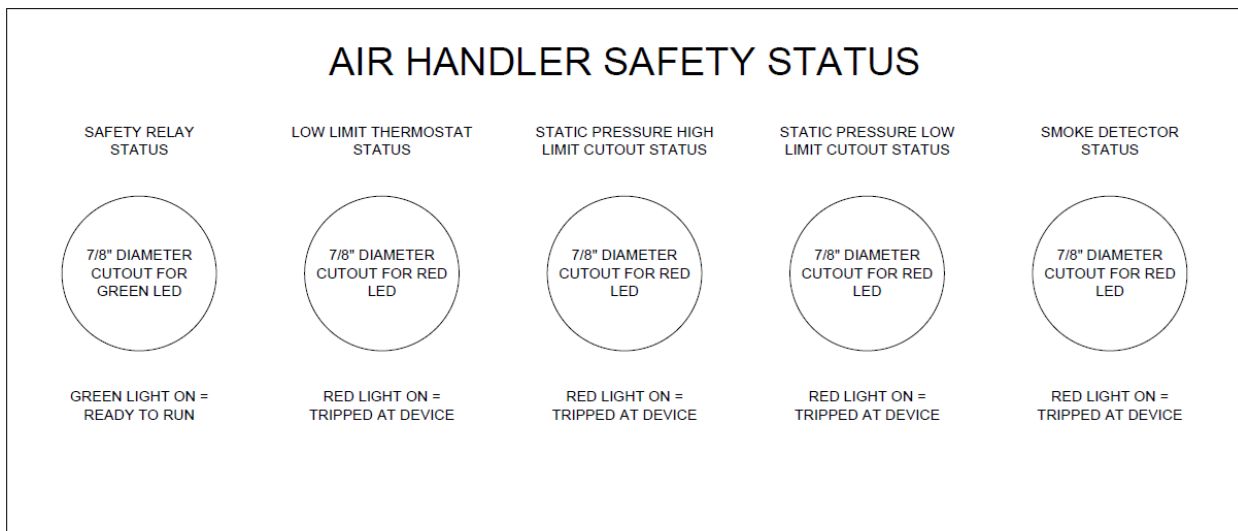 AIR HANDLER SAFETY STATUS
SAFETY RELAY
STATUS
LOW LIMIT THERMOSTAT
STATUS
STATIC PRESSURE HIGH
LIMIT CUTOUT STATUS
STATIC PRESSURE LOW
LIMIT CUTOUT STATUS
SMOKE DETECTOR
STATUS
7/8" DIAMETER
CUTOUT FOR
GREEN LED
7/8" DIAMETER
CUTOUT FOR RED
LED
7/8" DIAMETER
CUTOUT FOR RED
LED
7/8" DIAMETER
CUTOUT FOR RED
LED
7/8" DIAMETER
CUTOUT FOR RED
LED
GREEN LIGHT ON =
READY TO RUN
RED LIGHT ON =
TRIPPED AT DEVICE
RED LIGHT ON =
TRIPPED AT DEVICE
RED LIGHT ON =
TRIPPED AT DEVICE
RED LIGHT ON =
TRIPPED AT DEVICE